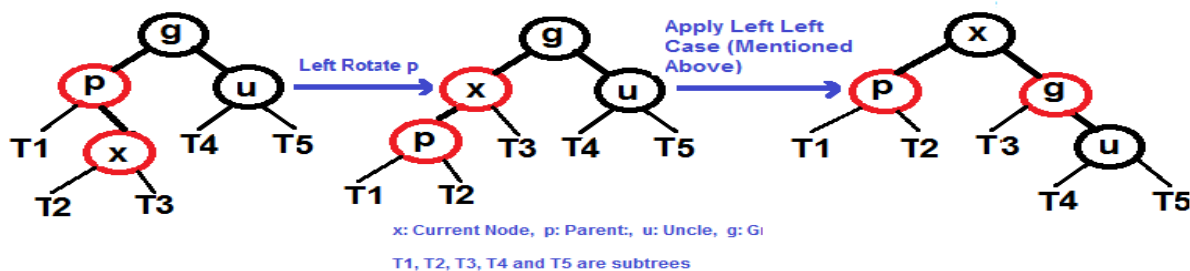 g
p
u
T1
x
T4
T5
T2
T3
Left Rotate p
g
x
u
p
T3
T4
T5
T1
T2
Apply Left Left
Case (Mentioned
Above)
x
p
g
T1
T2
T3
u
T4
T5
x: Current Node, p: Parent:, u: Uncle, g:
T1, T2, T3, T4 and T5 are subtrees